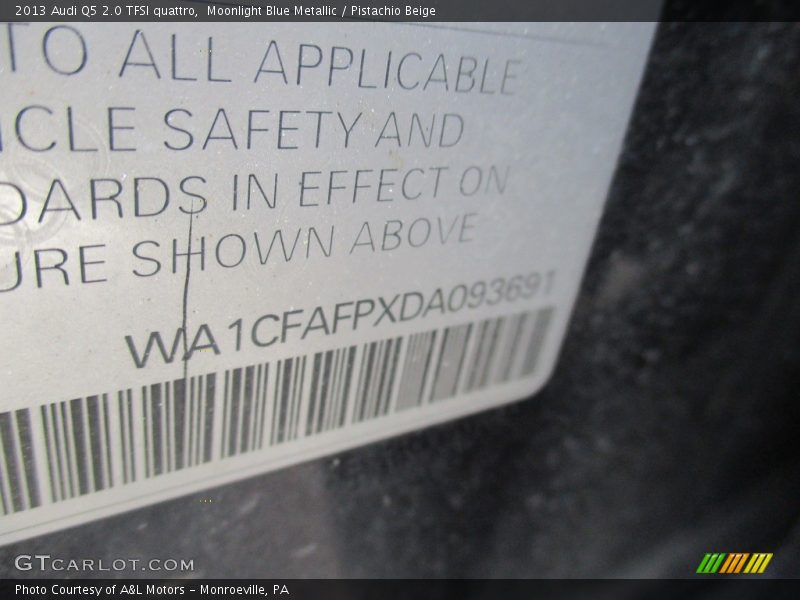 2013 Audi Q5 2.0 TFSI quattro, Moonlight Blue Metallic / Pistachio Beige
TO ALL APPLICABLE
ICLE SAFETY AND
DARDS IN EFFECT ON
URE SHOWN ABOVE
WA1CFAFPXDA093691
GTCARLOT.COM
Photo Courtesy of A&L Motors – Monroeville, PA